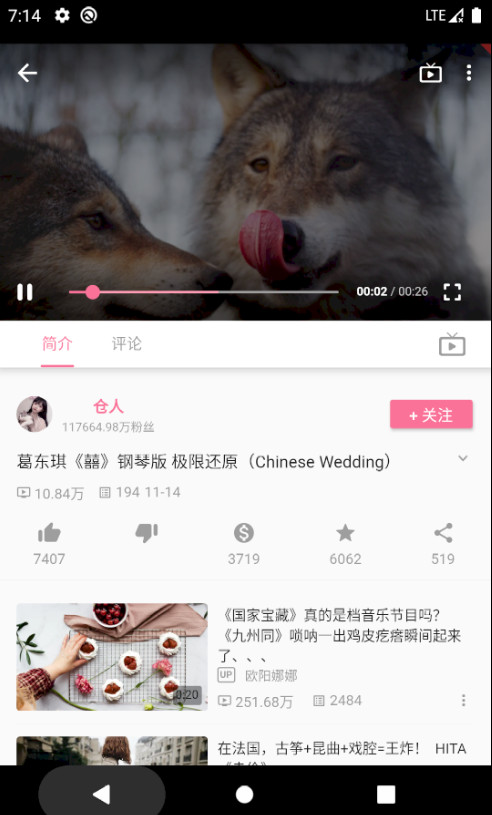 7:14
LTE
00:02 / 00:26
简介
评论
仓人
117664.98万粉丝
+ 关注
葛东琪《囍》钢琴版 极限还原（Chinese Wedding）
10.84万
194 11-14
7407
3719
6062
519
《国家宝藏》真的是档音乐节目吗？
《九州同》唢呐一出鸡皮疙瘩瞬间起来
了、、、
UP 欧阳娜娜
251.68万
2484
:20
在法国，古筝+昆曲+戏腔=王炸！ HITA